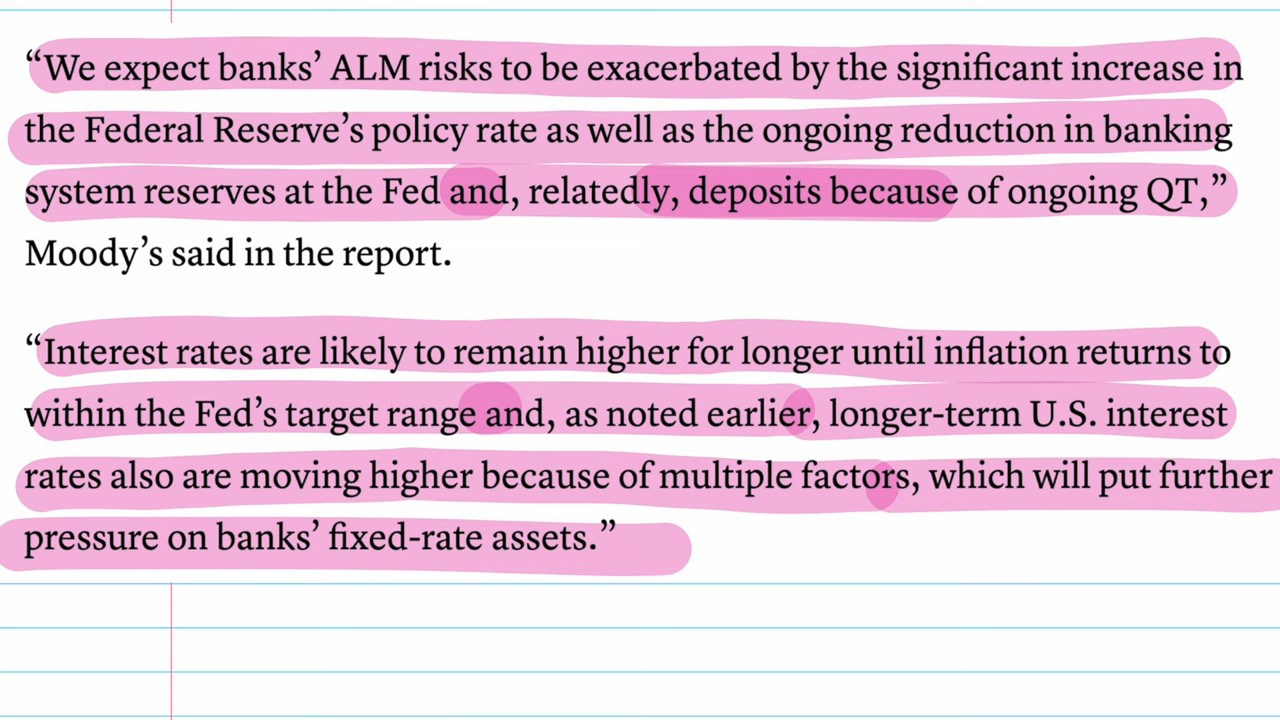 “We expect banks’ ALM risks to be exacerbated by the significant increase in
the Federal Reserve’s policy rate as well as the ongoing reduction in banking
system reserves at the Fed and, relatedly, deposits because of ongoing QT,”
Moody’s said in the report.
“Interest rates are likely to remain higher for longer until inflation returns to
within the Fed’s target range and, as noted earlier, longer-term U.S. interest
rates also are moving higher because of multiple factors, which will put further
pressure on banks’ fixed-rate assets.”